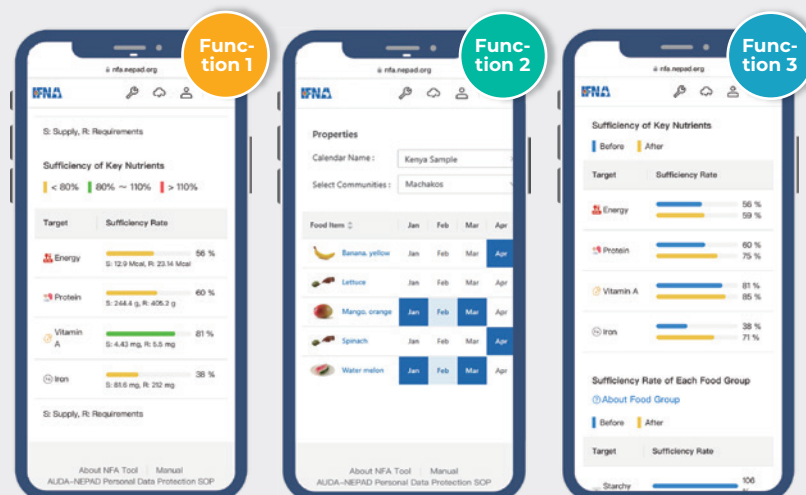 Func-
tion 1
nfa.nepad.org
IFNA
S: Supply, R: Requirements
Sufficiency of Key Nutrients
< 80% 80% ~ 110% > 110%
Target Sufficiency Rate
Energy 56 %
S: 12.9 Mcal, R: 23.14 Mcal
Protein 60 %
S: 244.4 g, R: 405.2 g
Vitamin A 81 %
S: 4.43 mg, R: 5.5 mg
Iron 38 %
S: 81.6 mg, R: 212 mg
S: Supply, R: Requirements
About NFA Tool Manual
AUDA-NEPAD Personal Data Protection SOP
Func-
tion 2
nfa.nepad.org
IFNA
Properties
Calendar Name : Kenya Sample
Select Communities : Machakos
Food Item Jan Feb Mar Apr
Banana, yellow Jan Feb Mar Apr
Lettuce Jan Feb Mar Apr
Mango, orange Jan Feb Mar Apr
Spinach Jan Feb Mar Apr
Water melon Jan Feb Mar Apr
About NFA Tool Manual
AUDA-NEPAD Personal Data Protection SOP
Func-
tion 3
nfa.nepad.org
IFNA
Sufficiency of Key Nutrients
Before After
Target Sufficiency Rate
Energy 56 %
59 %
Protein 60 %
75 %
Vitamin A 81 %
85 %
Iron 38 %
71 %
Sufficiency Rate of Each Food Group
About Food Group
Before After
Target Sufficiency Rate
Starchy 106